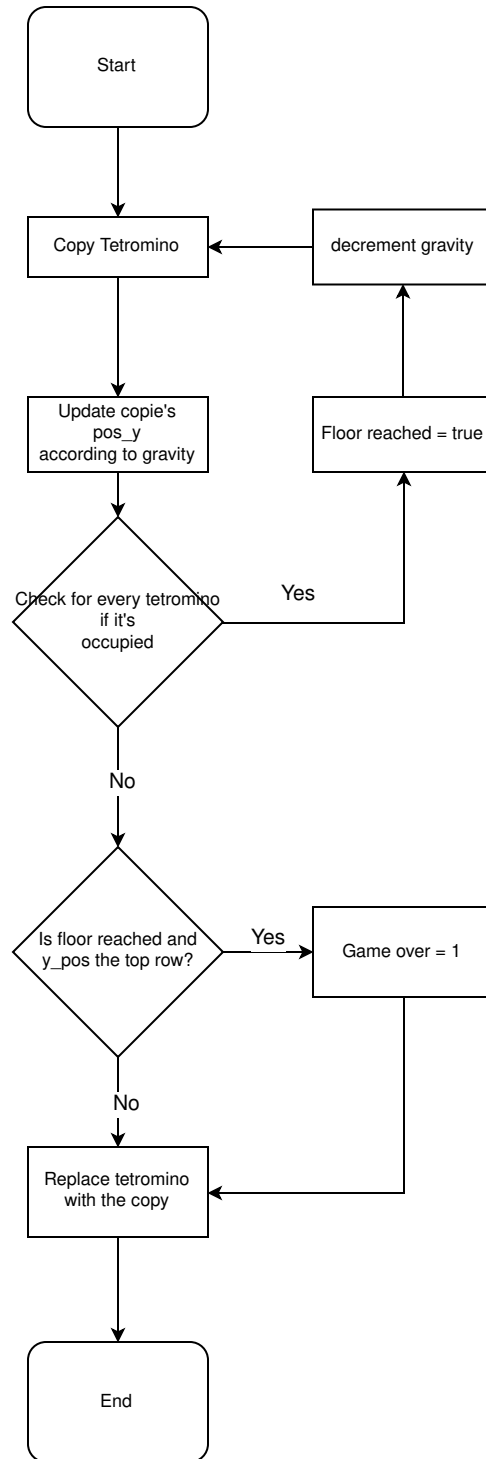 Start
Copy Tetromino
decrement gravity
Update copie's
pos_y
according to gravity
Floor reached = true
Check for every tetromino
if it's
occupied
Yes
No
Is floor reached and
y_pos the top row?
Yes
Game over = 1
No
Replace tetromino
with the copy
End